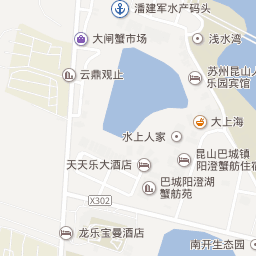 潘建军水产码头
大闸蟹市场
浅水湾
云鼎观止
苏州昆山人
乐园宾馆
大上海
水上人家
昆山巴城镇
阳澄蟹舫住宿
天天乐大酒店
巴城阳澄湖
蟹舫苑
X302
龙乐宝曼酒店
南开生态园